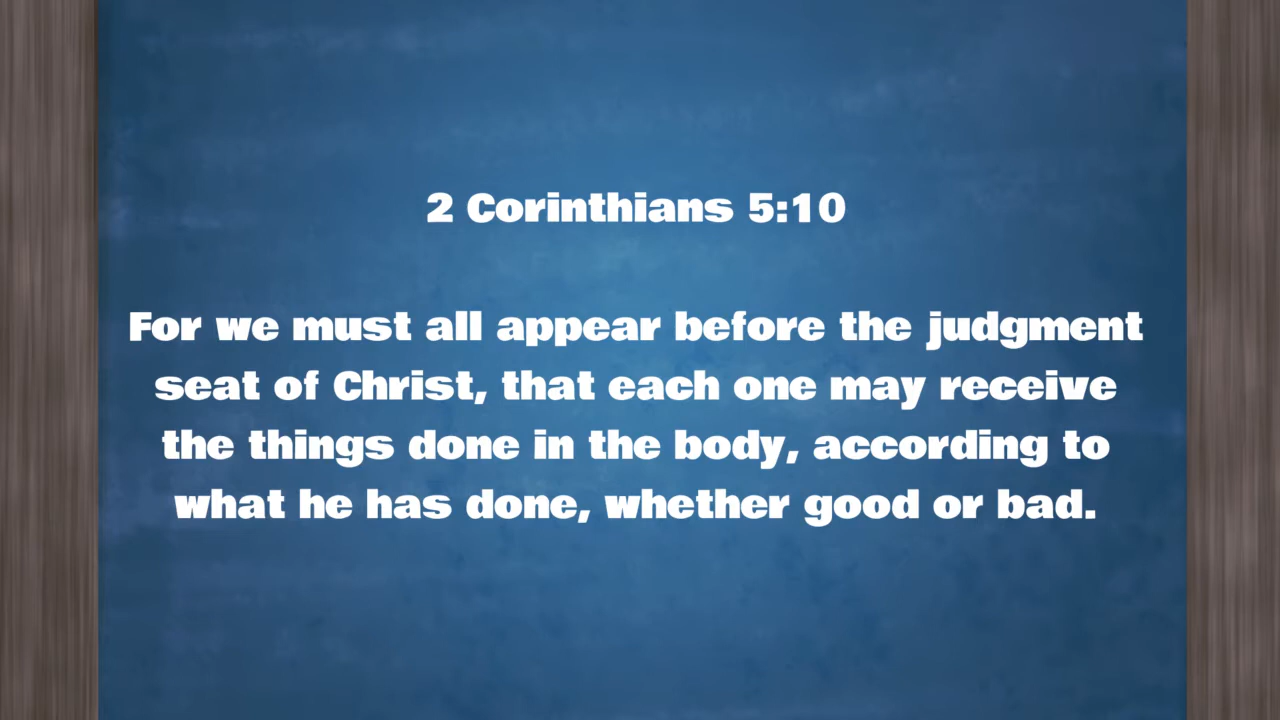 2 Corinthians 5:10
For we must all appear before the judgment
seat of Christ, that each one may receive
the things done in the body, according to
what he has done, whether good or bad.